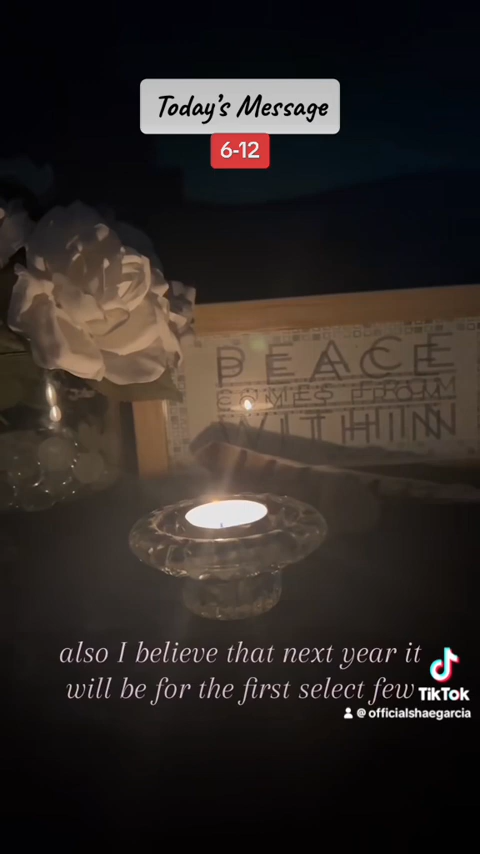 Today's Message
6-12
PEACE
COMES FROM
WITHIN
also I believe that next year it
will be for the first select few
TikTok
@officialshaegarcia